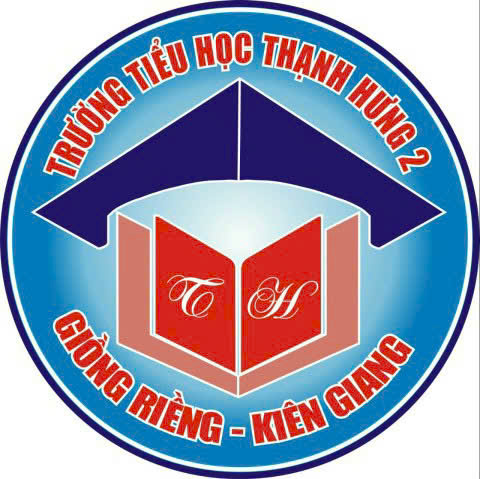 TRƯỜNG TIỂU HỌC THẠNH HƯNG 2
T H
GIỒNG RIỀNG - KIÊN GIANG